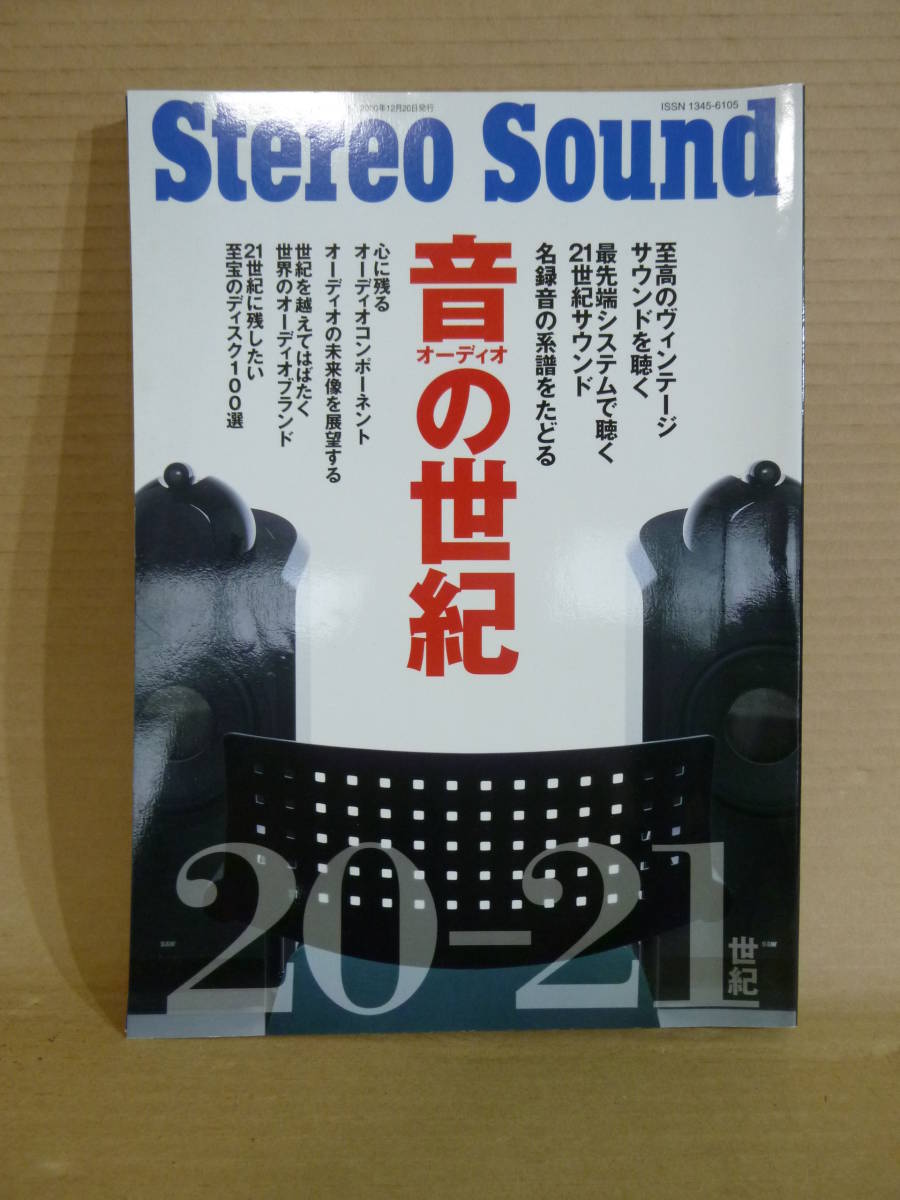 2000年12月20日発行
ISSN 1345-6105
Stereo Sound
至高のヴィンテージ
サウンドを聴く
最先端システムで聴く
21世紀サウンド
名録音の系譜をたどる
音の世紀
オーディオ
心に残る
オーディオコンポーネント
オーディオの未来像を展望する
世紀を越えてはばたく
世界のオーディオブランド
21世紀に残したい
至宝のディスク100選
20-21
世紀
B&W
B&W